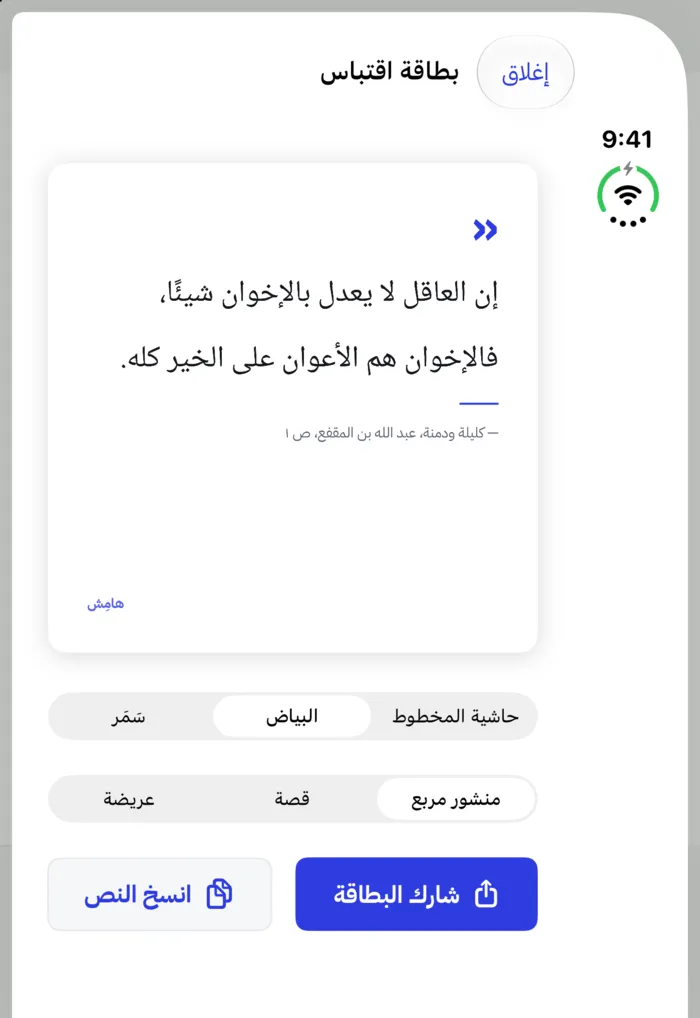 إغلاق
بطاقة اقتباس
9:41
»
إن العاقل لا يعدل بالإخوان شيئًا،
فالإخوان هم الأعوان على الخير كله.
— كليلة ودمنة، عبد الله بن المقفع، ص ١
هامِش
حاشية المخطوط
البياض
سَمَر
منشور مربع
قصة
عريضة
شارك البطاقة
انسخ النص